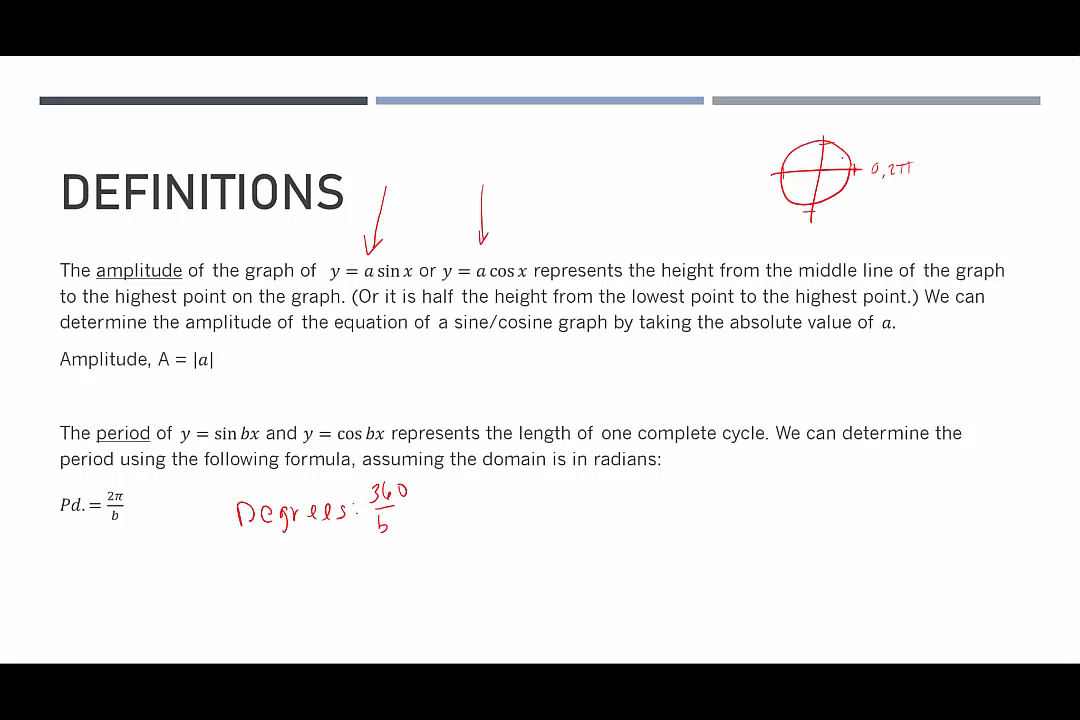 DEFINITIONS
0, 2π
The amplitude of the graph of y = a sin x or y = a cos x represents the height from the middle line of the graph
to the highest point on the graph. (Or it is half the height from the lowest point to the highest point.) We can
determine the amplitude of the equation of a sine/cosine graph by taking the absolute value of a.
Amplitude, A = |a|
The period of y = sin bx and y = cos bx represents the length of one complete cycle. We can determine the
period using the following formula, assuming the domain is in radians:
Pd. = 2π/b
Degrees: 360/b